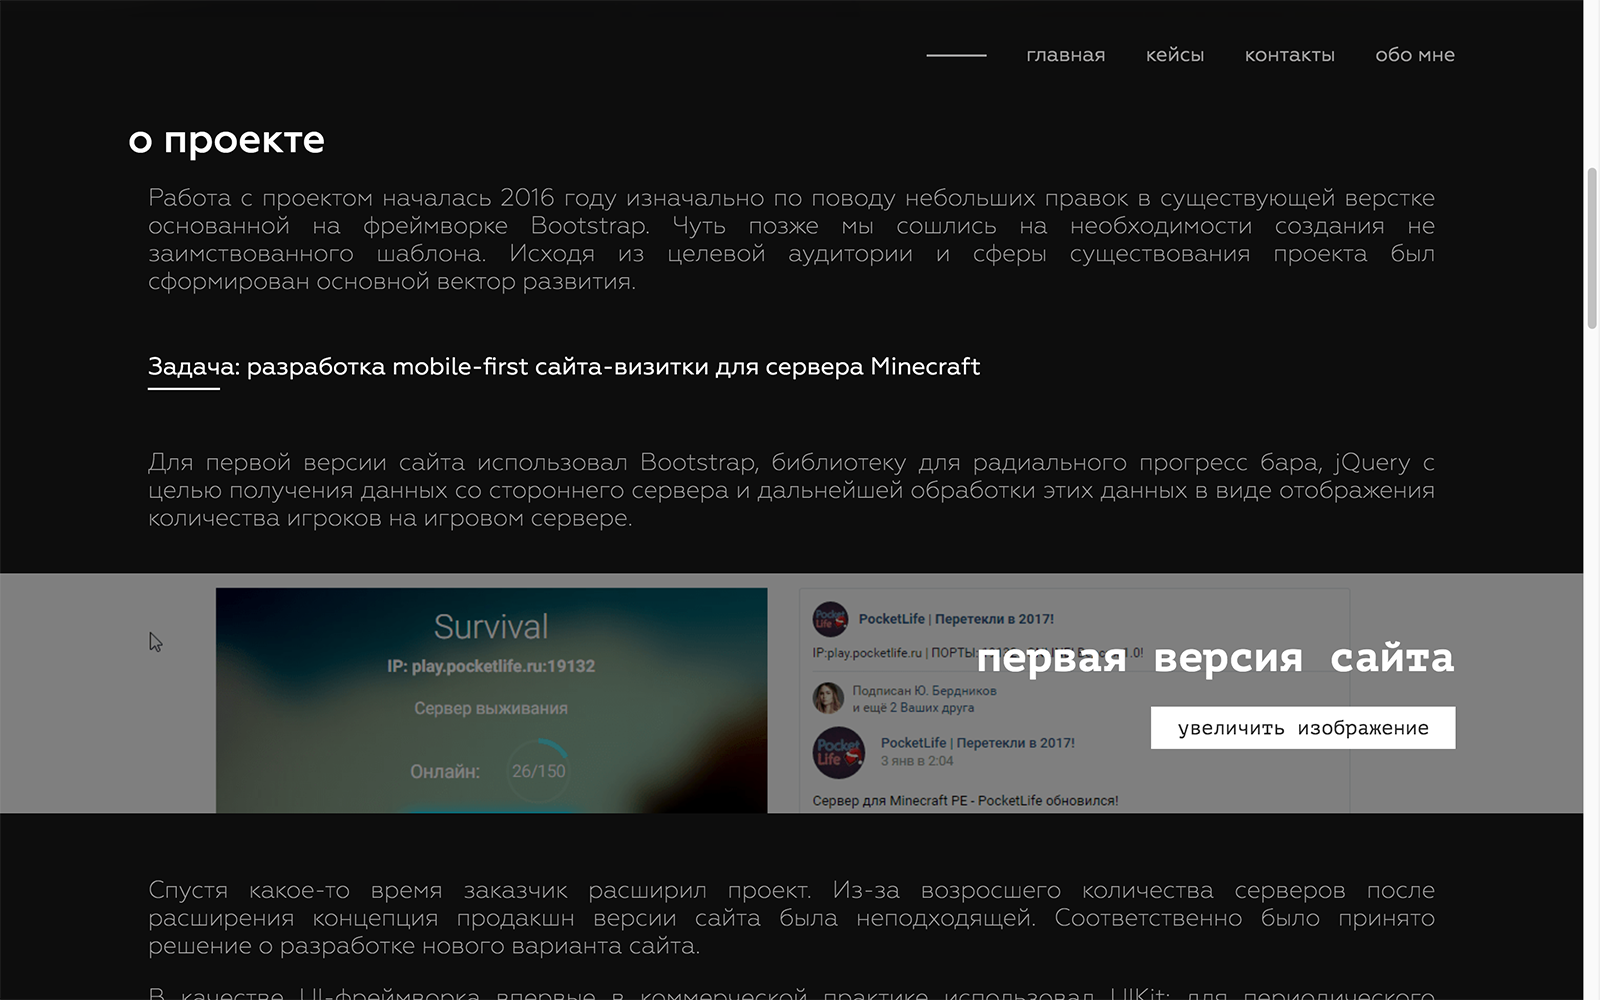 главная кейсы контакты обо мне
о проекте
Работа с проектом началась 2016 году изначально по поводу небольших правок в существующей верстке
основанной на фреймворке Bootstrap. Чуть позже мы сошлись на необходимости создания не
заимствованного шаблона. Исходя из целевой аудитории и сферы существования проекта был
сформирован основной вектор развития.
Задача: разработка mobile-first сайта-визитки для сервера Minecraft
Для первой версии сайта использовал Bootstrap, библиотеку для радиального прогресс бара, jQuery с
целью получения данных со стороннего сервера и дальнейшей обработки этих данных в виде отображения
количества игроков на игровом сервере.
Survival
IP: play.pocketlife.ru:19132
Сервер выживания
Онлайн: 26/150
Pocket Life
PocketLife | Перетекли в 2017!
IP:play.pocketlife.ru | ПОРТЫ:
первая версия сайта
Подписан Ю. Бердников
и ещё 2 Ваших друга
увеличить изображение
Pocket Life
PocketLife | Перетекли в 2017!
3 янв в 2:04
Сервер для Minecraft PE - PocketLife обновился!
Спустя какое-то время заказчик расширил проект. Из-за возросшего количества серверов после
расширения концепция продакшн версии сайта была неподходящей. Соответственно было принято
решение о разработке нового варианта сайта.
В качестве UI-фреймворка впервые в коммерческой практике использовал UIKit; для периодического